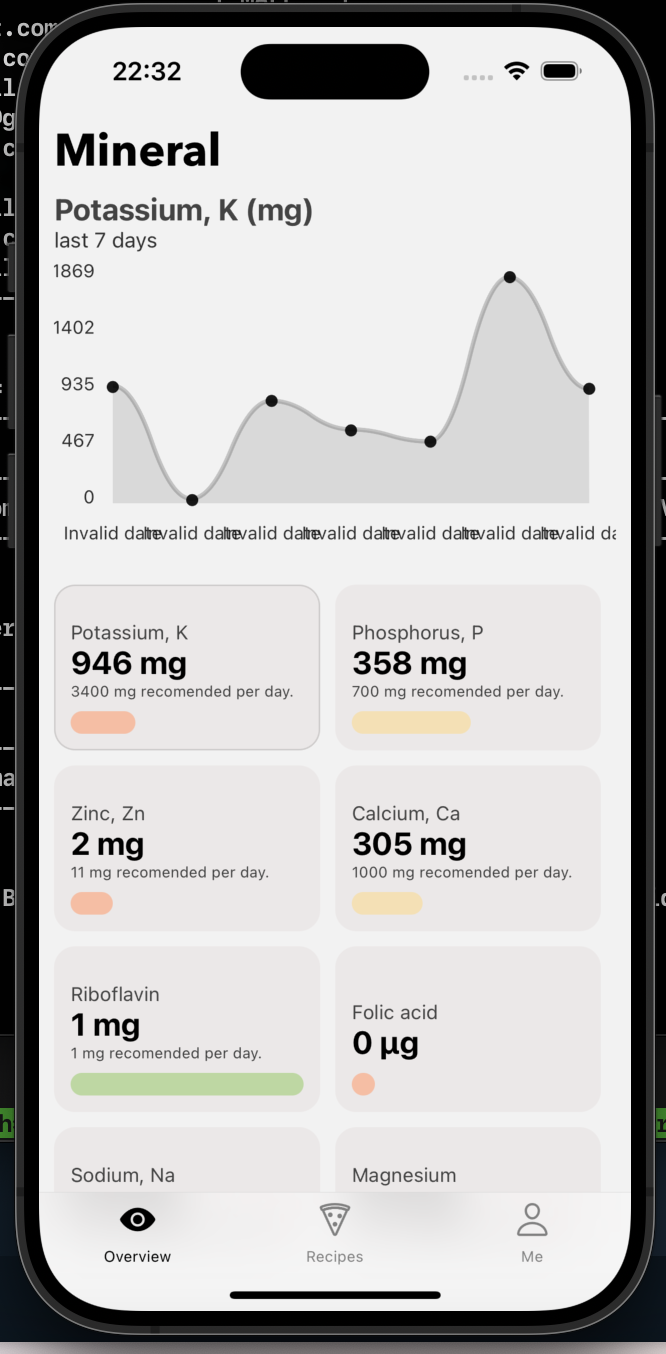 22:32
Mineral
Potassium, K (mg)
last 7 days
1869
1402
935
467
0
Invalid date Invalid date Invalid date Invalid date Invalid date Invalid date Invalid da
Potassium, K
946 mg
3400 mg recomended per day.
Phosphorus, P
358 mg
700 mg recomended per day.
Zinc, Zn
2 mg
11 mg recomended per day.
Calcium, Ca
305 mg
1000 mg recomended per day.
Riboflavin
1 mg
1 mg recomended per day.
Folic acid
0 µg
Sodium, Na
Magnesium
Overview
Recipes
Me